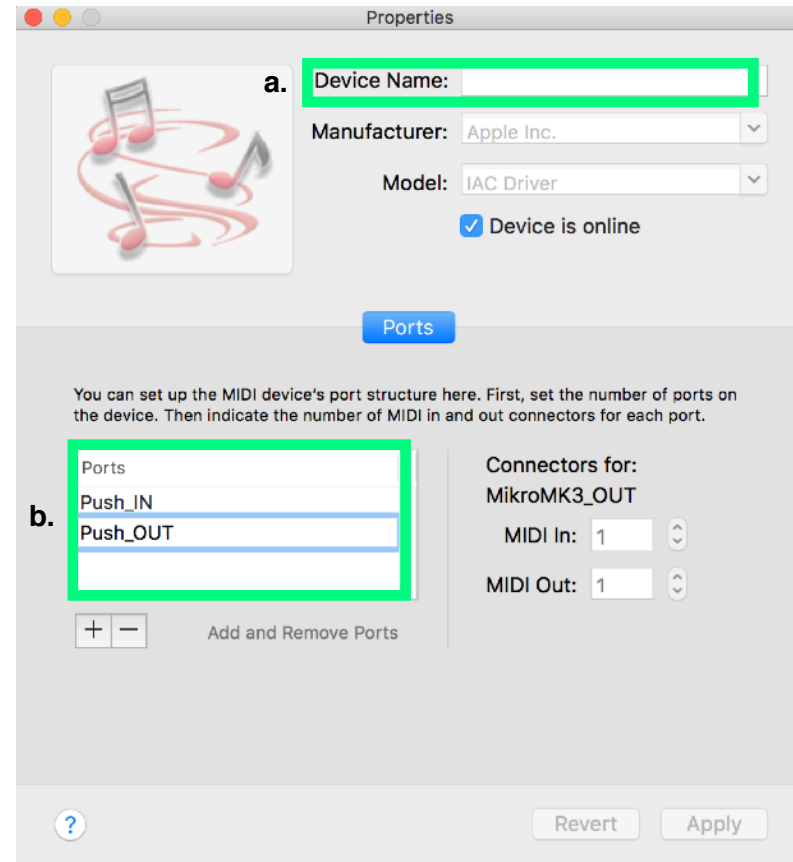 Properties
a.
Device Name:
Manufacturer: Apple Inc.
Model: IAC Driver
Device is online
Ports
You can set up the MIDI device's port structure here. First, set the number of ports on
the device. Then indicate the number of MIDI in and out connectors for each port.
b.
Ports
Push_IN
Push_OUT
+ −
Add and Remove Ports
Connectors for:
MikroMK3_OUT
MIDI In: 1
MIDI Out: 1
?
Revert
Apply